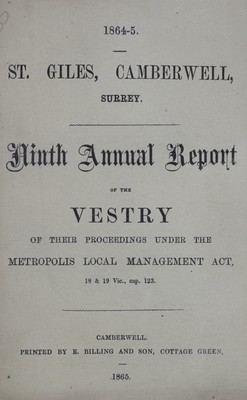 1864-5.
ST. GILES, CAMBERWELL,
SURREY.
Ninth Annual Report
OF THE
VESTRY
OF THEIR PROCEEDINGS UNDER THE
METROPOLIS LOCAL MANAGEMENT ACT,
18 & 19 Vic., cap. 123.
CAMBERWELL.
PRINTED BY E. BILLING AND SON, COTTAGE GREEN,
1865.